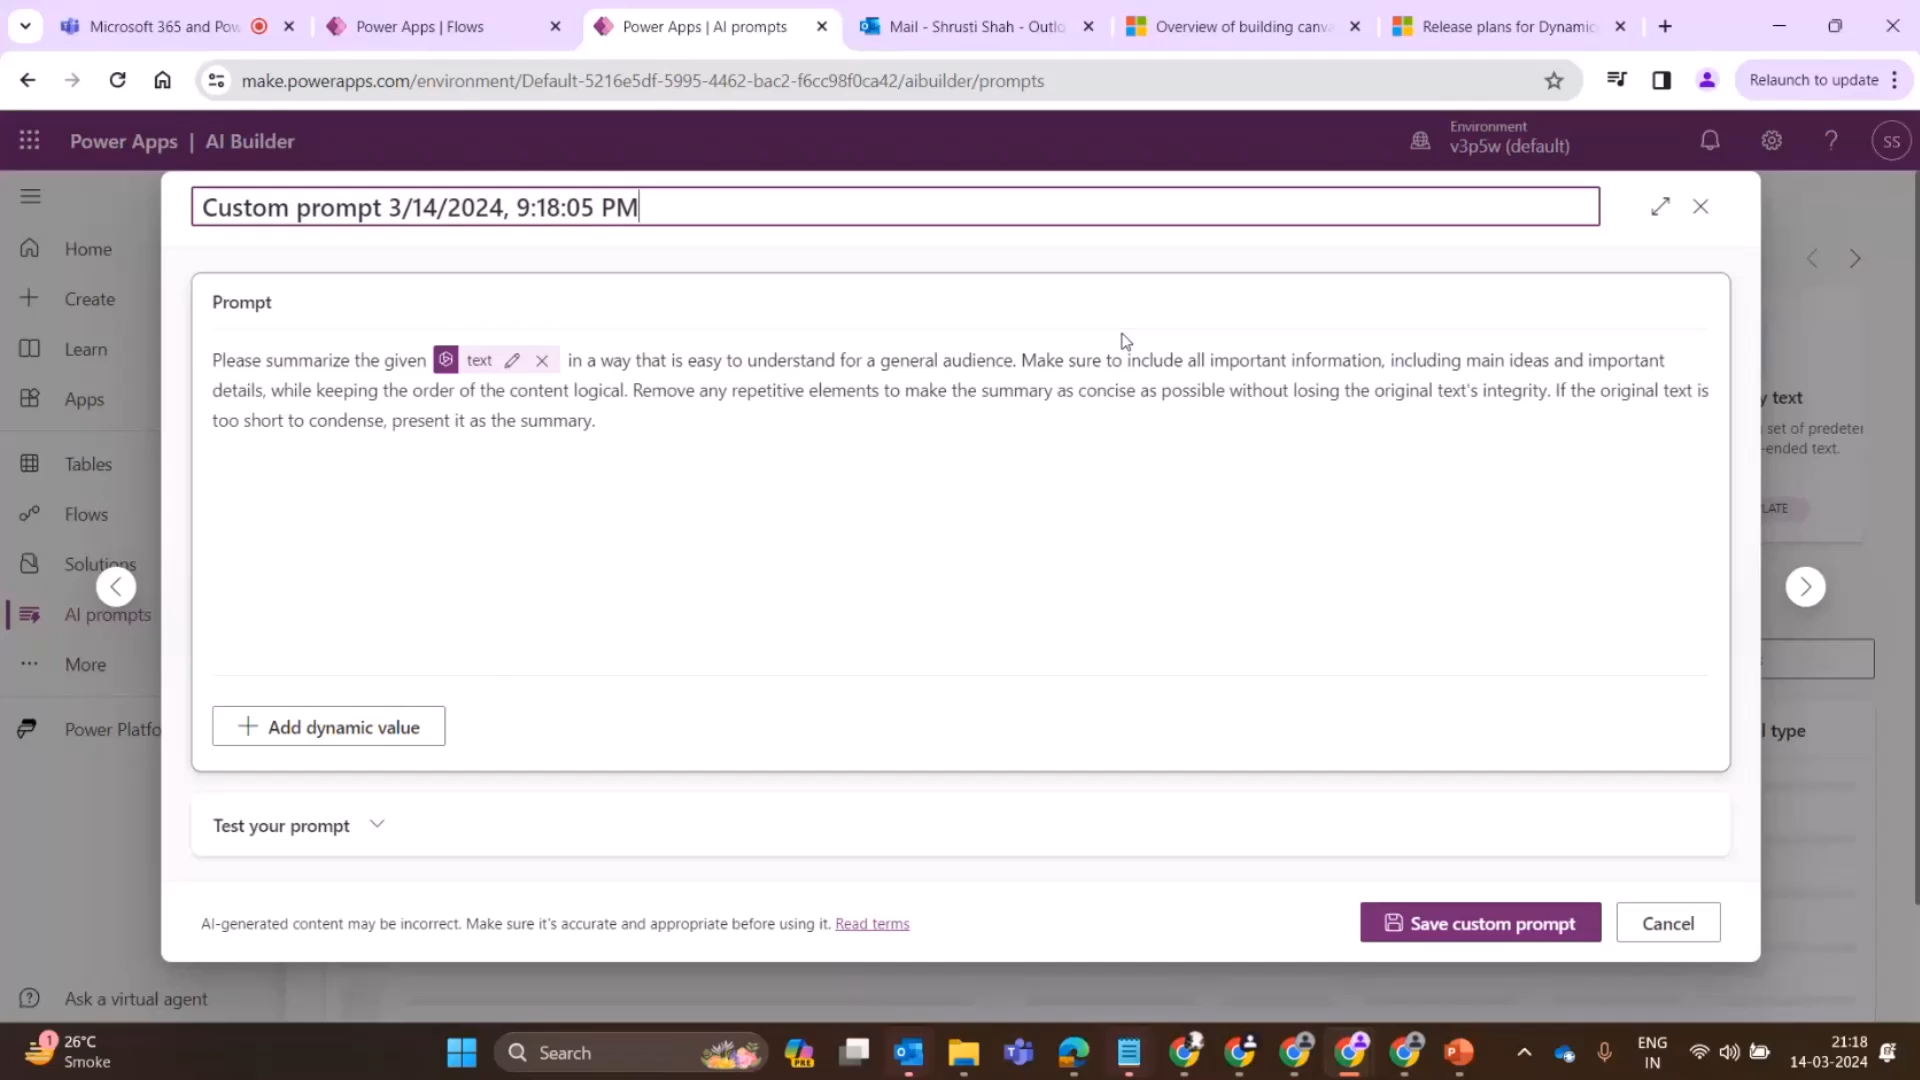 Microsoft 365 and Pow
Power Apps | Flows
Power Apps | AI prompts
Mail - Shrusti Shah - Outlo
Overview of building canva
Release plans for Dynamic
make.powerapps.com/environment/Default-5216e5df-5995-4462-bac2-f6cc98f0ca42/aibuilder/prompts
Relaunch to update
Power Apps | AI Builder
Environment
v3p5w (default)
SS
Custom prompt 3/14/2024, 9:18:05 PM
Home
Create
Learn
Apps
Tables
Flows
Solutions
AI prompts
More
Power Platfo
Ask a virtual agent
Prompt
Please summarize the given text in a way that is easy to understand for a general audience. Make sure to include all important information, including main ideas and important
details, while keeping the order of the content logical. Remove any repetitive elements to make the summary as concise as possible without losing the original text's integrity. If the original text is
too short to condense, present it as the summary.
Add dynamic value
Test your prompt
AI-generated content may be incorrect. Make sure it's accurate and appropriate before using it. Read terms
Save custom prompt
Cancel
y text
set of predeter
-ended text.
LATE
l type
1
26°C
Smoke
Search
PRE
ENG
IN
21:18
14-03-2024